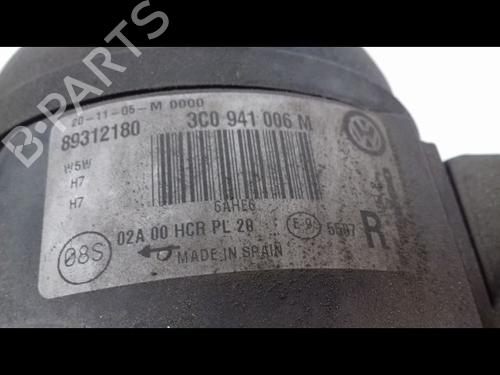 20-11-05-M 0000
89312180
3C0 941 006 M
W5W
H7
H7
6AHE6
08S
02A 00 HCR PL 20
E-9
5597
R
MADE IN SPAIN
B-PARTS